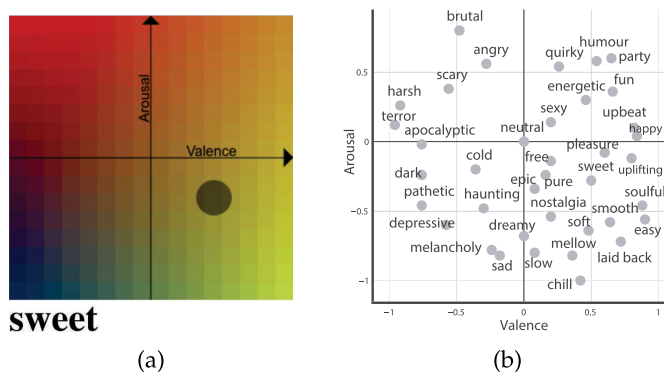 Arousal
Valence
sweet
(a)
brutal
angry
scary
harsh
terror
apocalyptic
quirky
humour
party
energetic
fun
sexy
upbeat
happy
neutral
pleasure
free
cold
sweet
uplifting
dark
epic
pure
pathetic
haunting
nostalgia
soulful
smooth
depressive
dreamy
soft
easy
melancholy
mellow
laid back
sad
slow
chill
0.5
0
−0.5
−1
Arousal
−1
−0.5
0
0.5
1
Valence
(b)